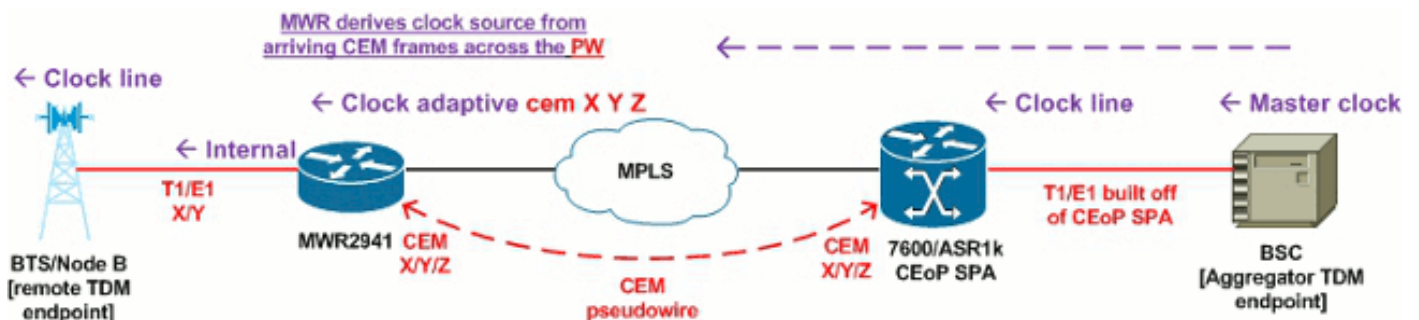 MWR derives clock source from
arriving CEM frames across the PW
← Clock line
← Clock adaptive cem X Y Z
← Clock line
← Master clock
← Internal
MPLS
T1/E1
X/Y
T1/E1 built off
of CEoP SPA
MWR2941
CEM
X/Y/Z
CEM
X/Y/Z
7600/ASR1k
CEoP SPA
BTS/Node B
[remote TDM
endpoint]
CEM
pseudowire
BSC
[Aggregator TDM
endpoint]